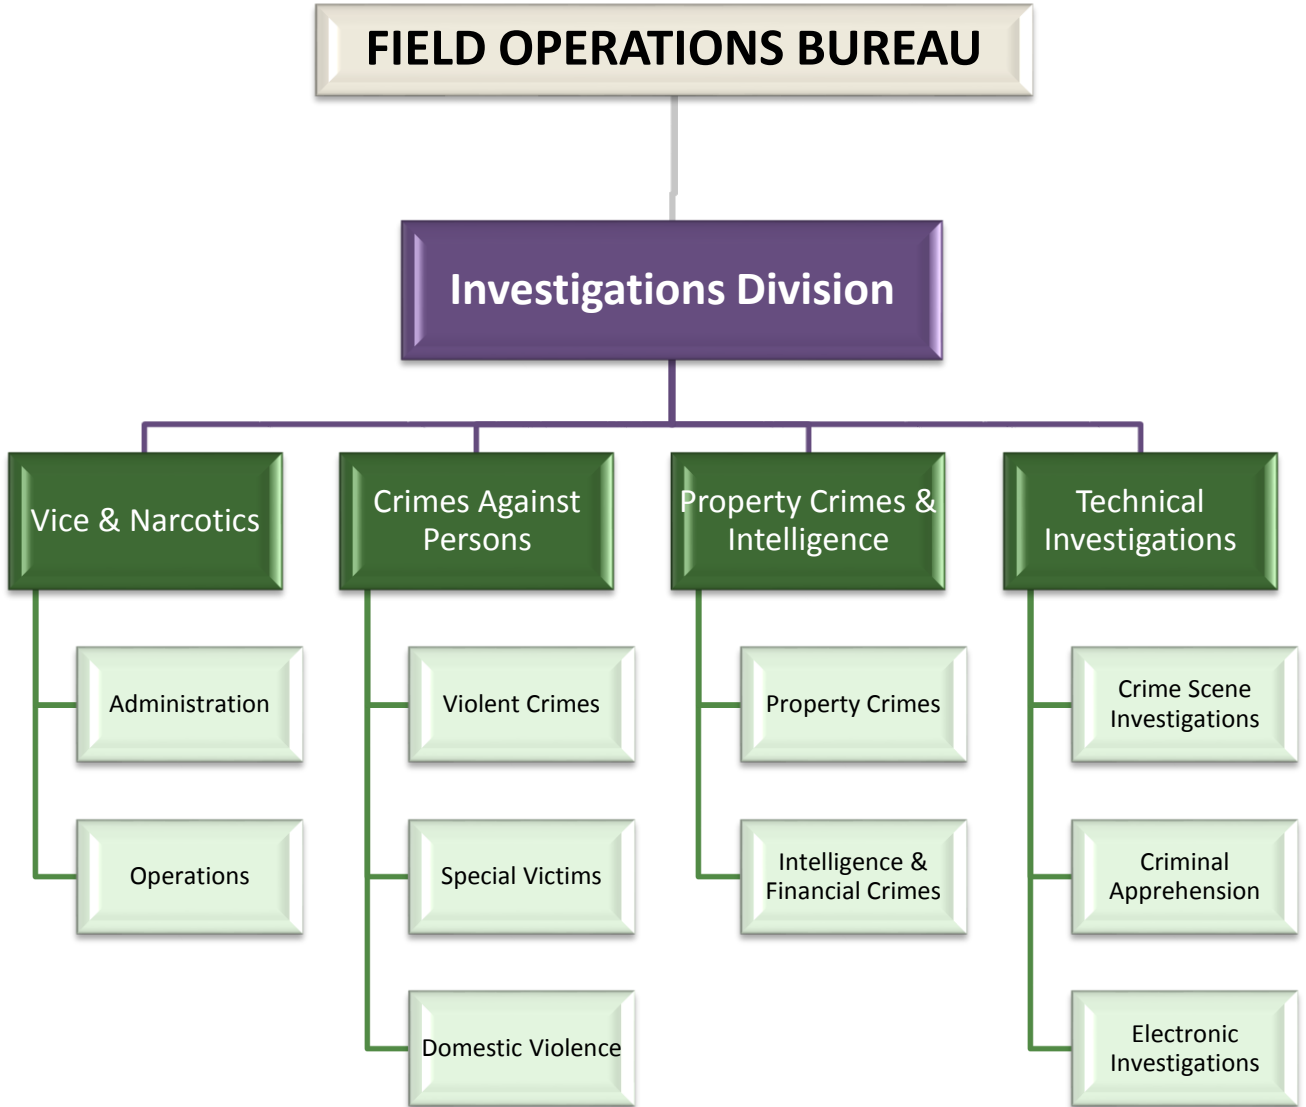 FIELD OPERATIONS BUREAU
Investigations Division
Vice & Narcotics
Crimes Against
Persons
Property Crimes &
Intelligence
Technical
Investigations
Administration
Operations
Violent Crimes
Special Victims
Domestic Violence
Property Crimes
Intelligence &
Financial Crimes
Crime Scene
Investigations
Criminal
Apprehension
Electronic
Investigations